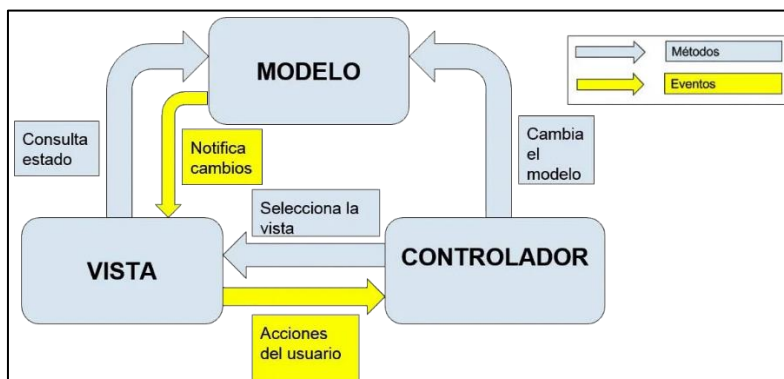 MODELO
Métodos
Eventos
Consulta
estado
Notifica
cambios
Cambia
el
modelo
Selecciona la
vista
VISTA
CONTROLADOR
Acciones
del usuario